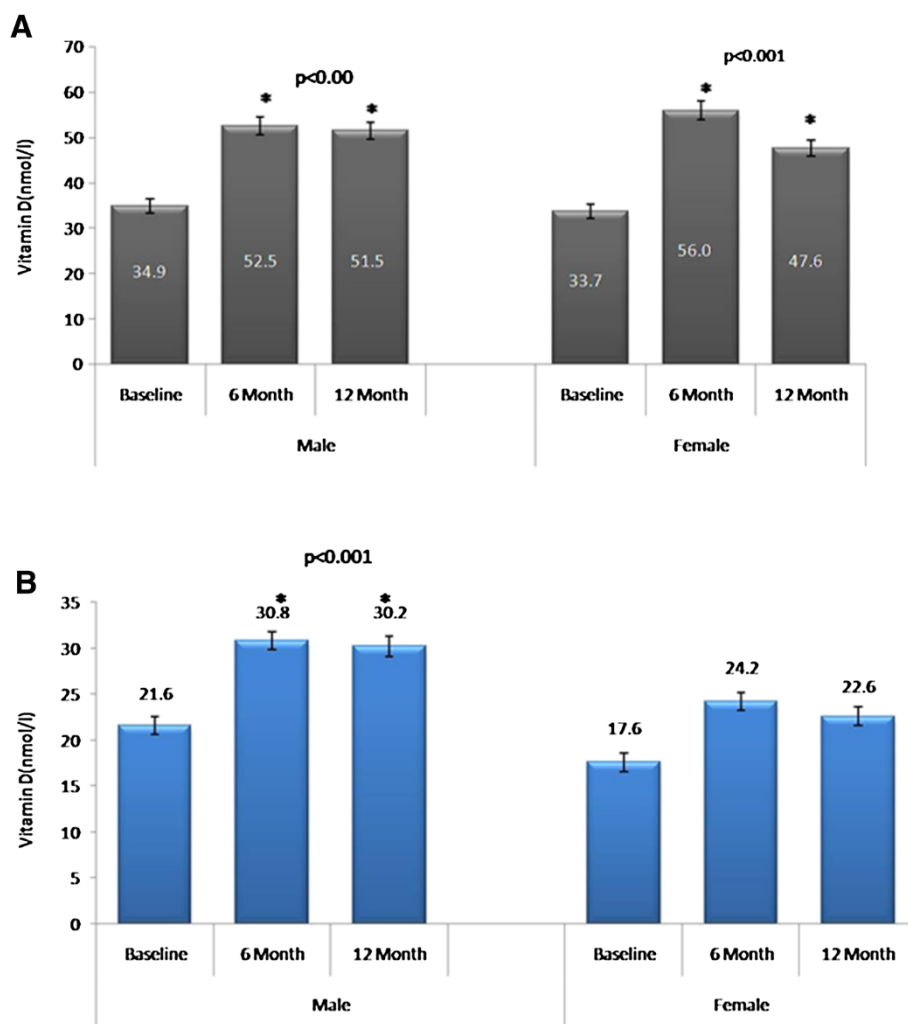 A
70
p<0.001
p<0.00
60
* * * *
50
40
30
20
10
0
Vitamin D(nmol/l)
34.9 52.5 51.5 33.7 56.0 47.6
Baseline 6 Month 12 Month Baseline 6 Month 12 Month
Male Female
p<0.001
B
35
* *
30.8 30.2
30
25
20
15
10
5
0
Vitamin D(nmol/l)
21.6 17.6 24.2 22.6
Baseline 6 Month 12 Month Baseline 6 Month 12 Month
Male Female